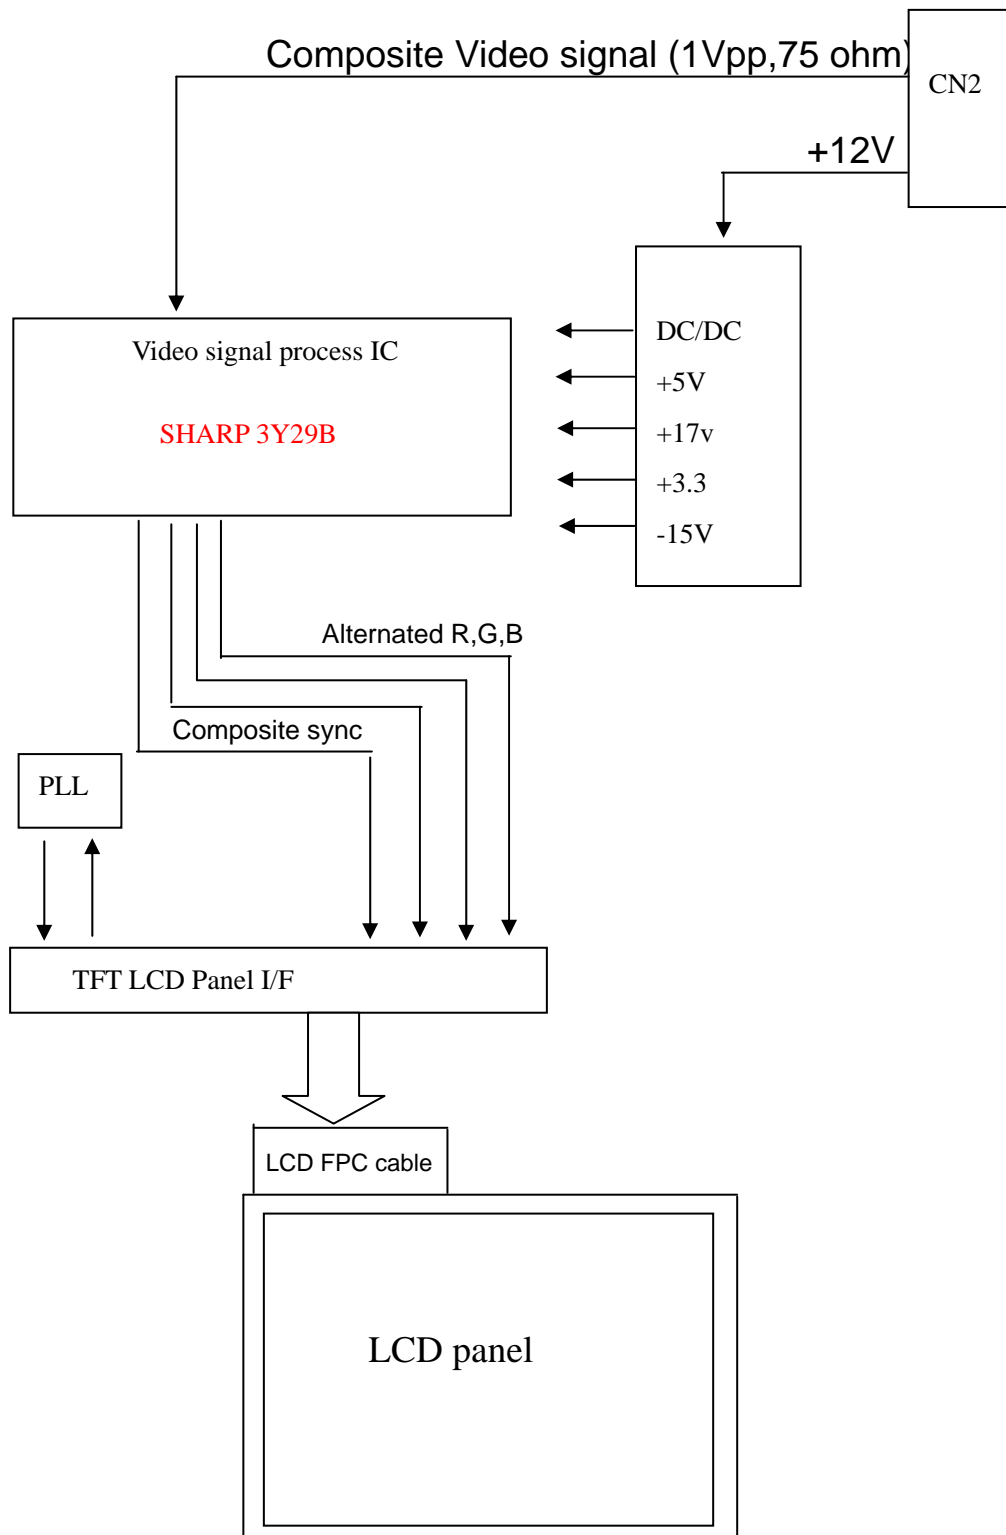 Composite Video signal (1Vpp,75 ohm)
CN2
+12V
DC/DC
+5V
+17v
+3.3
-15V
Video signal process IC
SHARP 3Y29B
Alternated R,G,B
Composite sync
PLL
TFT LCD Panel I/F
LCD FPC cable
LCD panel